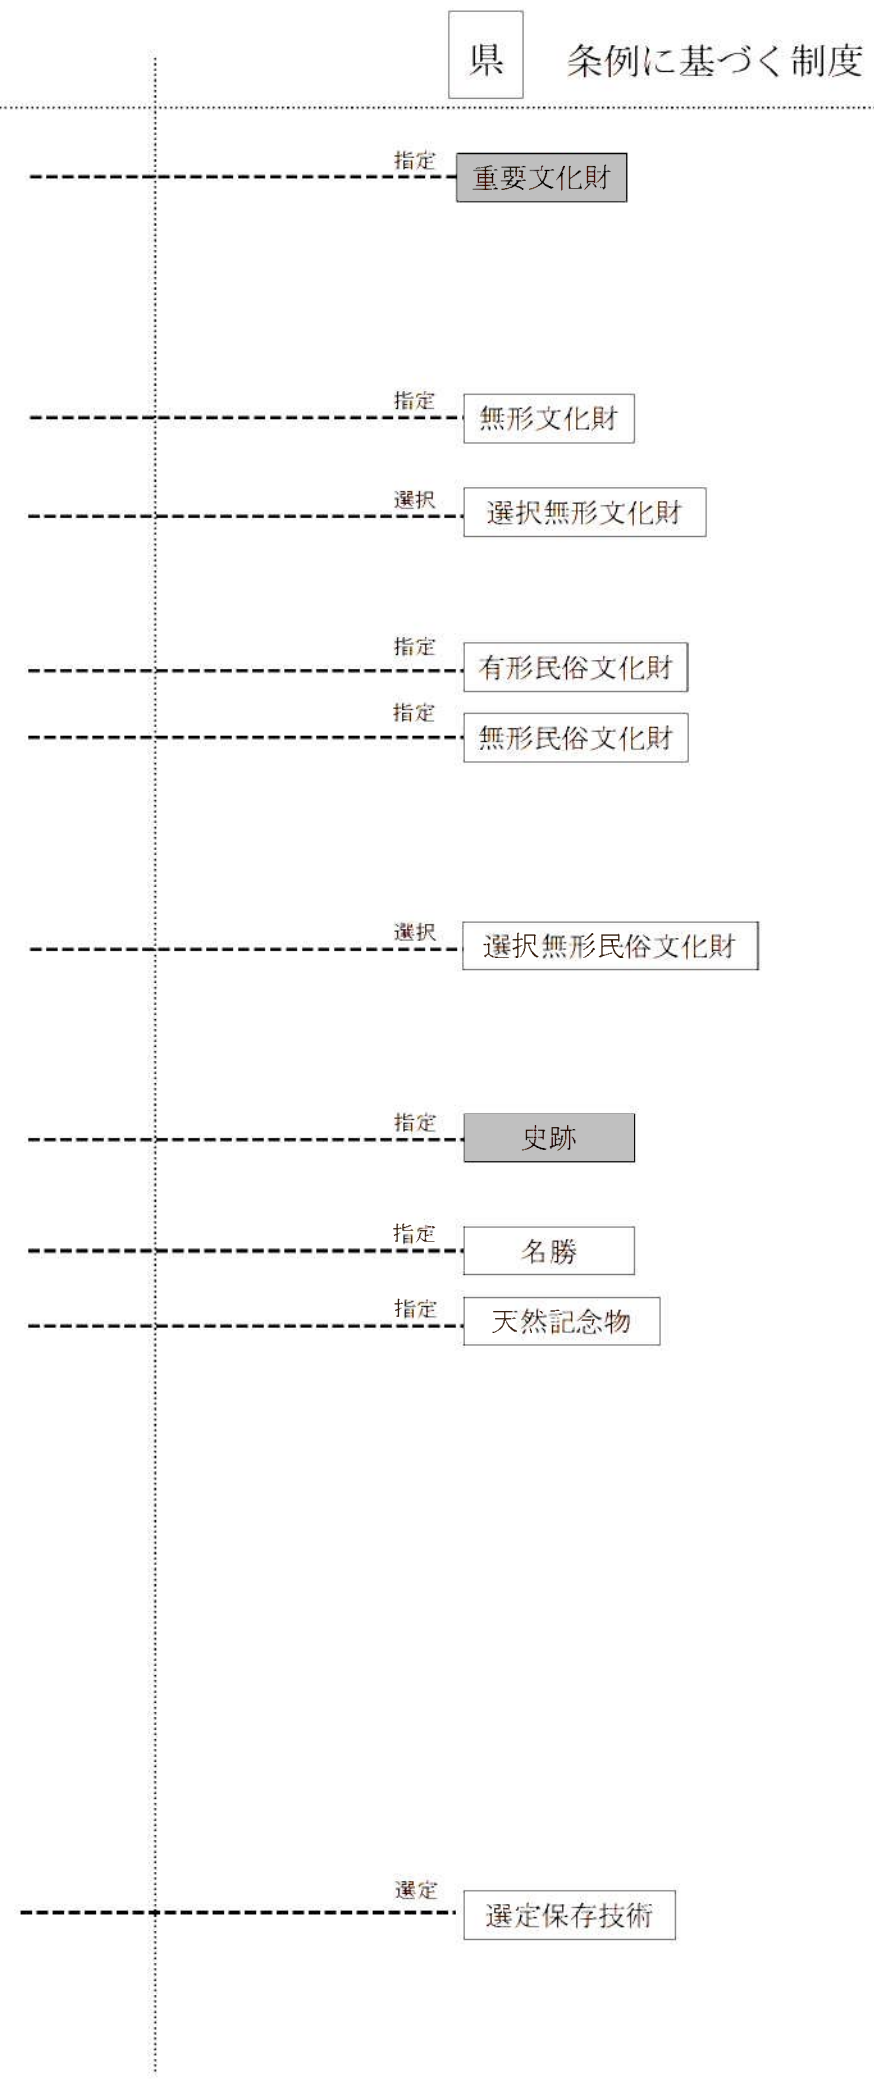 県 条例に基づく制度
指定
重要文化財
指定
無形文化財
選択
選択無形文化財
指定
有形民俗文化財
指定
無形民俗文化財
選択
選択無形民俗文化財
指定
史跡
指定
名勝
指定
天然記念物
選定
選定保存技術